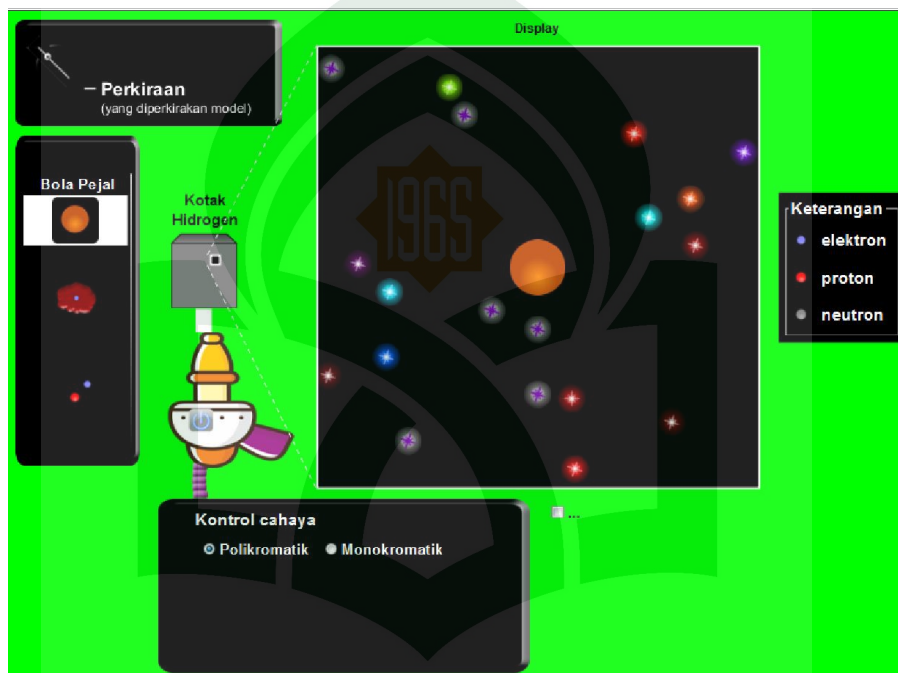 Display
Perkiraan
(yang diperkirakan model)
Bola Pejal
Kotak
Hidrogen
1965
Keterangan
elektron
proton
neutron
...
Kontrol cahaya
Polikromatik
Monokromatik